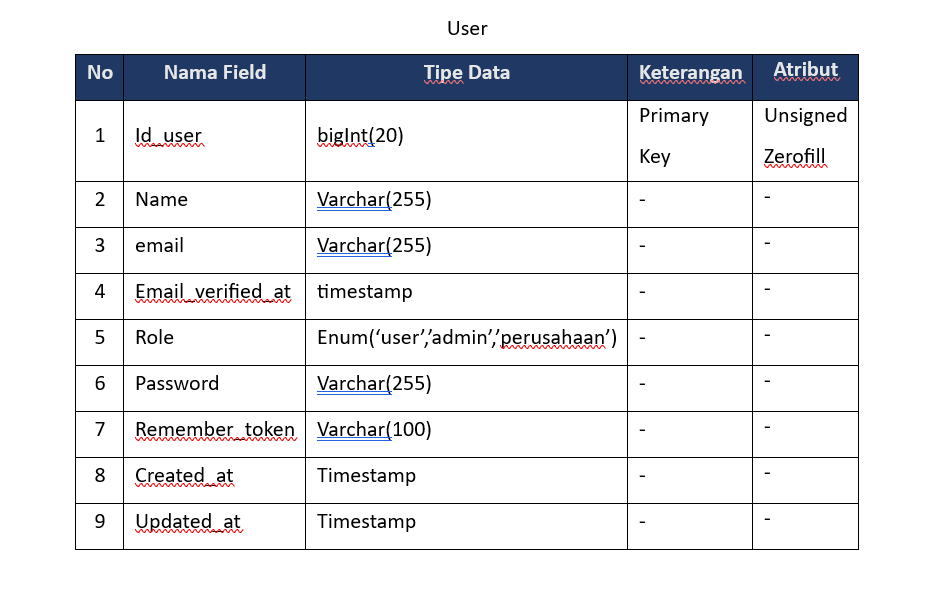 User
No Nama Field Tipe Data Keterangan Atribut
1 Id_user bigInt(20) Primary Key Unsigned Zerofill
2 Name Varchar(255) - -
3 email Varchar(255) - -
4 Email_verified_at timestamp - -
5 Role Enum(‘user’,’admin’,’perusahaan’) - -
6 Password Varchar(255) - -
7 Remember_token Varchar(100) - -
8 Created_at Timestamp - -
9 Updated_at Timestamp - -